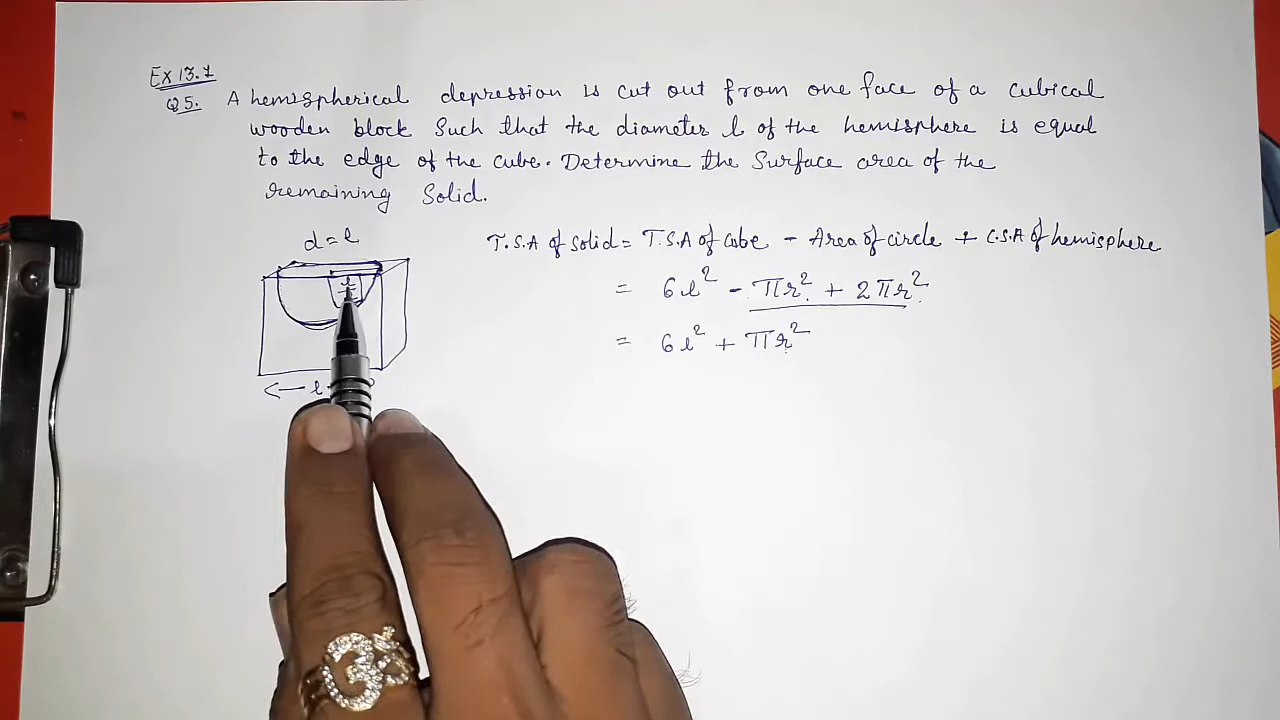 Ex 13.1
Q5. A hemispherical depression is cut out from one face of a cubical
wooden block Such that the diameter l of the hemisphere is equal
to the edge of the cube. Determine the Surface area of the
remaining Solid.
d = l
T.S.A of solid = T.S.A of cube - Area of circle + C.S.A of hemisphere
= 6l² - πr² + 2πr²
= 6l² + πr²
← l